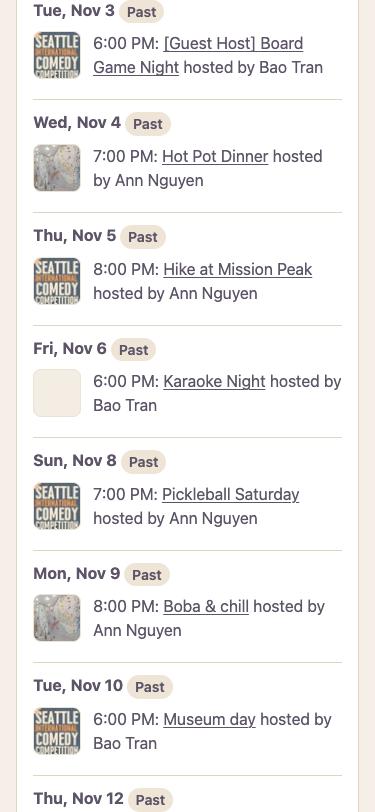 Tue, Nov 3 Past
SEATTLE
INTERNATIONAL
COMEDY
COMPETITION
6:00 PM: [Guest Host] Board
Game Night hosted by Bao Tran
Wed, Nov 4 Past
7:00 PM: Hot Pot Dinner hosted
by Ann Nguyen
Thu, Nov 5 Past
SEATTLE
INTERNATIONAL
COMEDY
COMPETITION
8:00 PM: Hike at Mission Peak
hosted by Ann Nguyen
Fri, Nov 6 Past
6:00 PM: Karaoke Night hosted by
Bao Tran
Sun, Nov 8 Past
SEATTLE
INTERNATIONAL
COMEDY
COMPETITION
7:00 PM: Pickleball Saturday
hosted by Ann Nguyen
Mon, Nov 9 Past
8:00 PM: Boba & chill hosted by
Ann Nguyen
Tue, Nov 10 Past
SEATTLE
INTERNATIONAL
COMEDY
COMPETITION
6:00 PM: Museum day hosted by
Bao Tran
Thu, Nov 12 Past